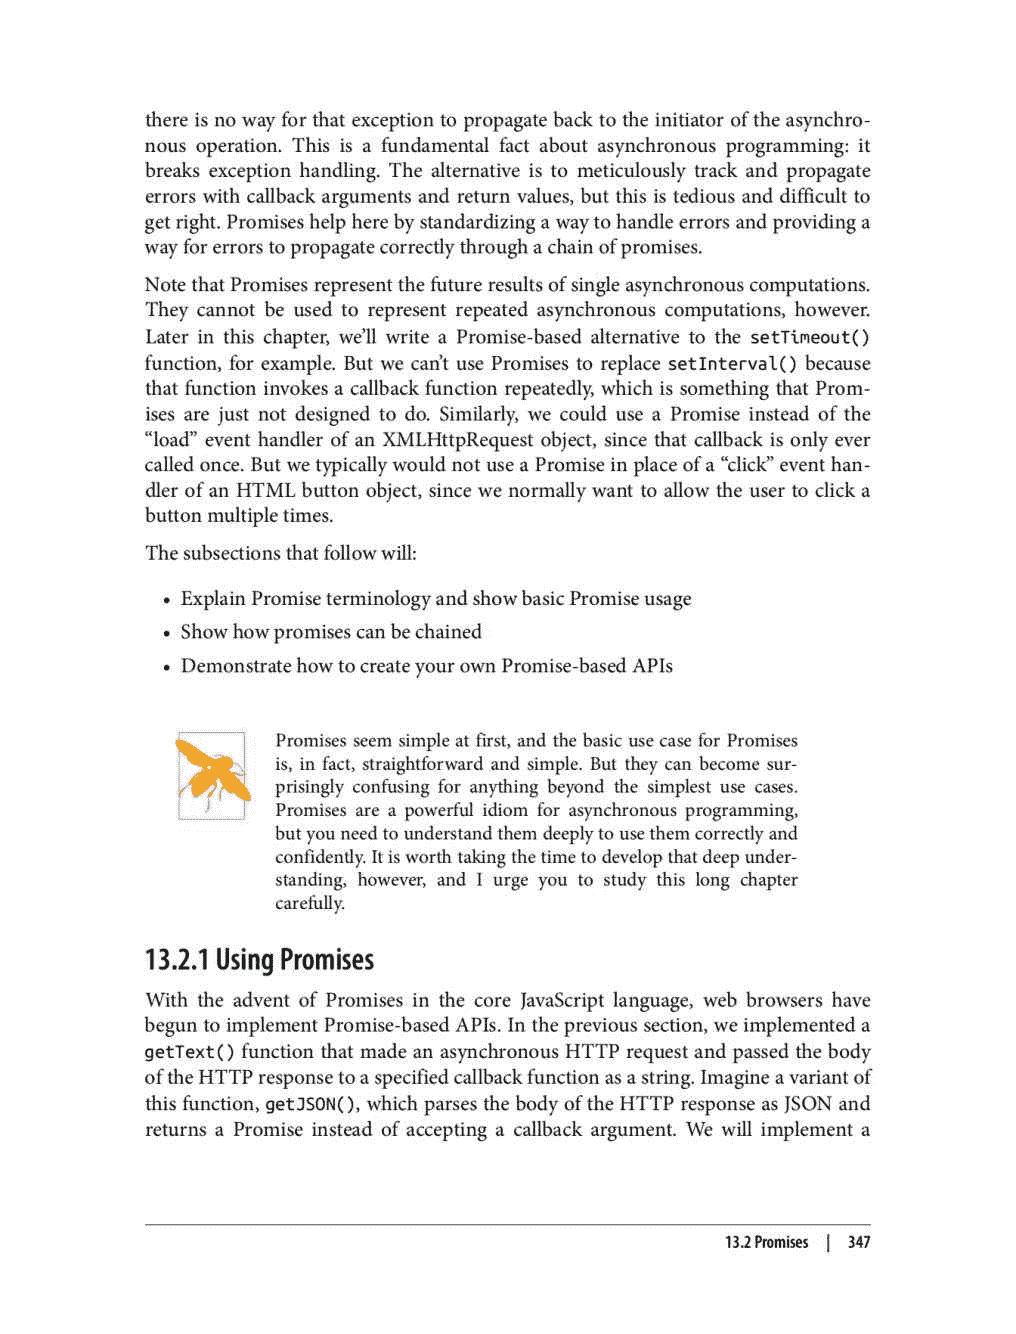 there is no way for that exception to propagate back to the initiator of the asynchro-
nous operation. This is a fundamental fact about asynchronous programming: it
breaks exception handling. The alternative is to meticulously track and propagate
errors with callback arguments and return values, but this is tedious and difficult to
get right. Promises help here by standardizing a way to handle errors and providing a
way for errors to propagate correctly through a chain of promises.
Note that Promises represent the future results of single asynchronous computations.
They cannot be used to represent repeated asynchronous computations, however.
Later in this chapter, we’ll write a Promise-based alternative to the setTimeout()
function, for example. But we can’t use Promises to replace setInterval() because
that function invokes a callback function repeatedly, which is something that Prom-
ises are just not designed to do. Similarly, we could use a Promise instead of the
“load” event handler of an XMLHttpRequest object, since that callback is only ever
called once. But we typically would not use a Promise in place of a “click” event han-
dler of an HTML button object, since we normally want to allow the user to click a
button multiple times.
The subsections that follow will:
• Explain Promise terminology and show basic Promise usage
• Show how promises can be chained
• Demonstrate how to create your own Promise-based APIs
Promises seem simple at first, and the basic use case for Promises
is, in fact, straightforward and simple. But they can become sur-
prisingly confusing for anything beyond the simplest use cases.
Promises are a powerful idiom for asynchronous programming,
but you need to understand them deeply to use them correctly and
confidently. It is worth taking the time to develop that deep under-
standing, however, and I urge you to study this long chapter
carefully.
13.2.1 Using Promises
With the advent of Promises in the core JavaScript language, web browsers have
begun to implement Promise-based APIs. In the previous section, we implemented a
getText() function that made an asynchronous HTTP request and passed the body
of the HTTP response to a specified callback function as a string. Imagine a variant of
this function, getJSON(), which parses the body of the HTTP response as JSON and
returns a Promise instead of accepting a callback argument. We will implement a
13.2 Promises | 347